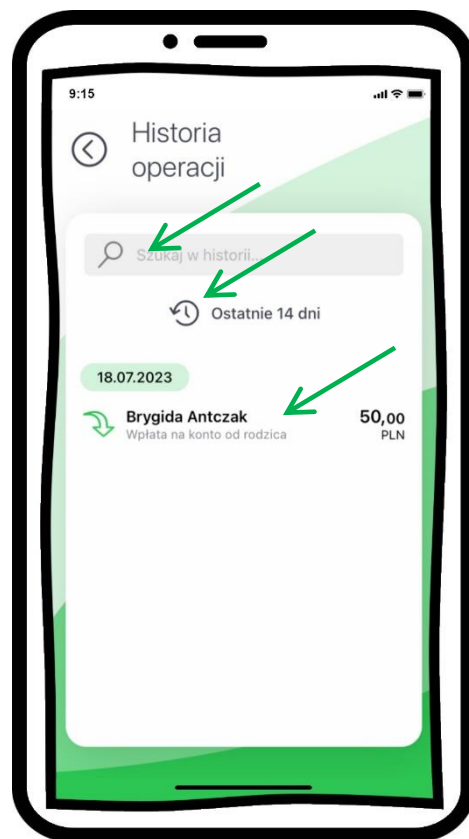 9:15
Historia
operacji
Szukaj w historii...
Ostatnie 14 dni
18.07.2023
Brygida Antczak 50,00
Wpłata na konto od rodzica PLN